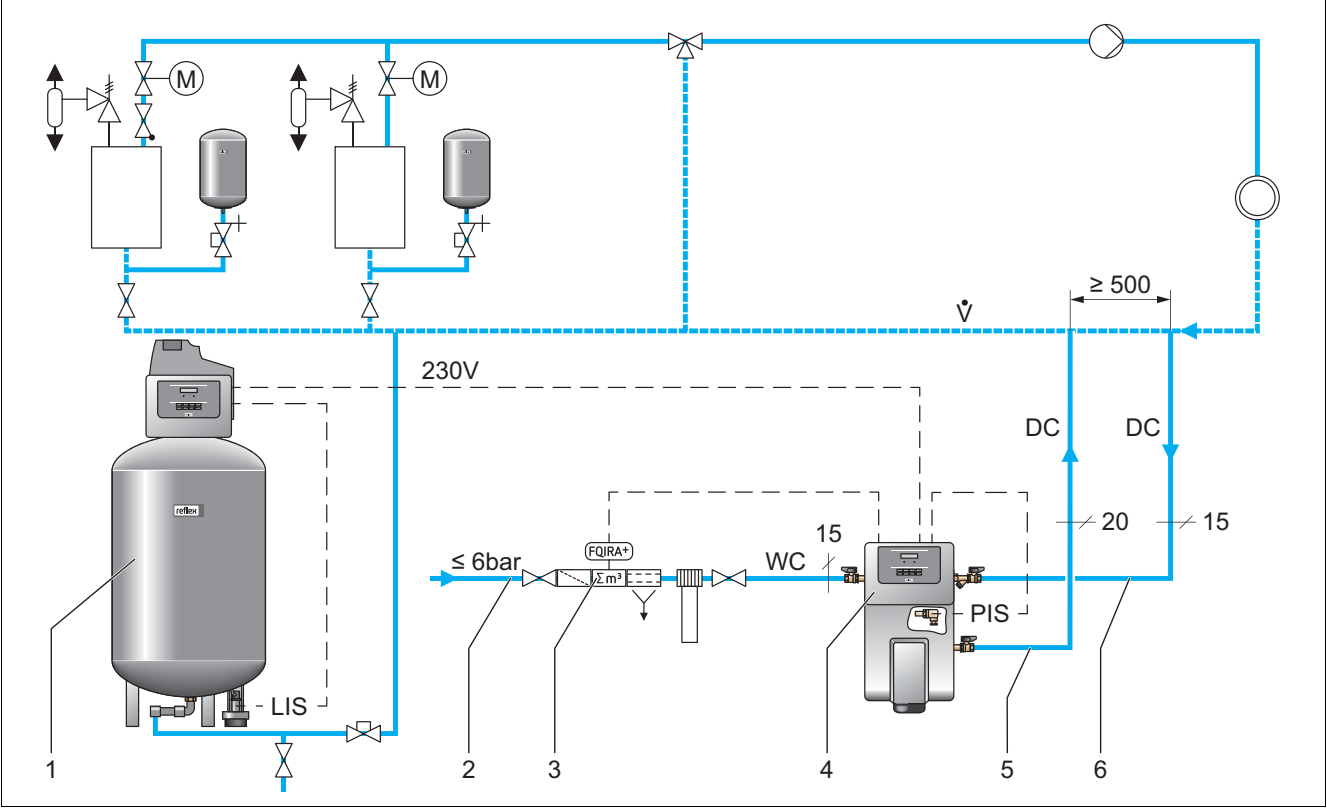 M
M
≥ 500
V̇
230V
DC
DC
20
15
FQIRA+
≤ 6bar
Σm³
WC
15
PIS
reflex
LIS
1
2
3
4
5
6